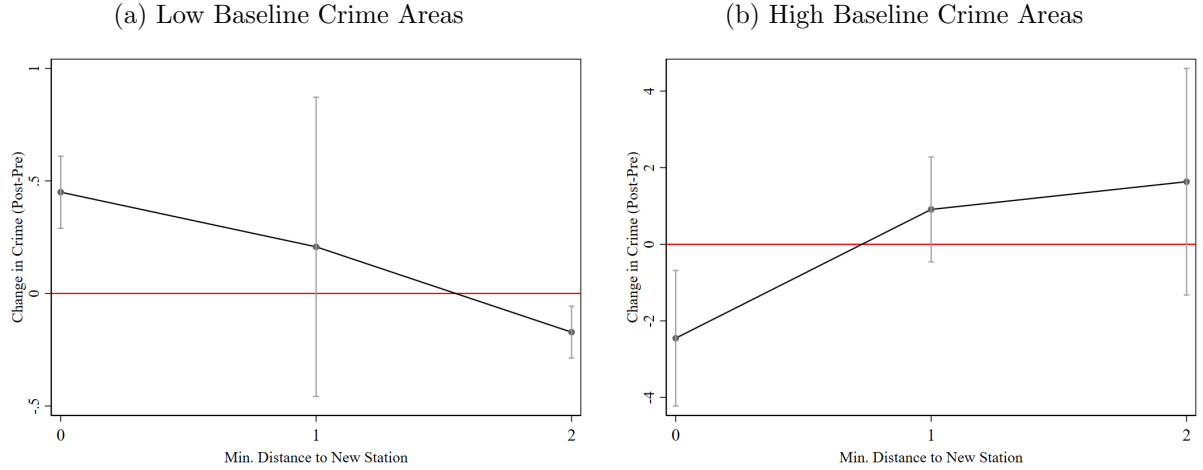 (a) Low Baseline Crime Areas
Change in Crime (Post-Pre)
1
.5
0
-.5
0 1 2
Min. Distance to New Station
(b) High Baseline Crime Areas
Change in Crime (Post-Pre)
4
2
0
-2
-4
0 1 2
Min. Distance to New Station